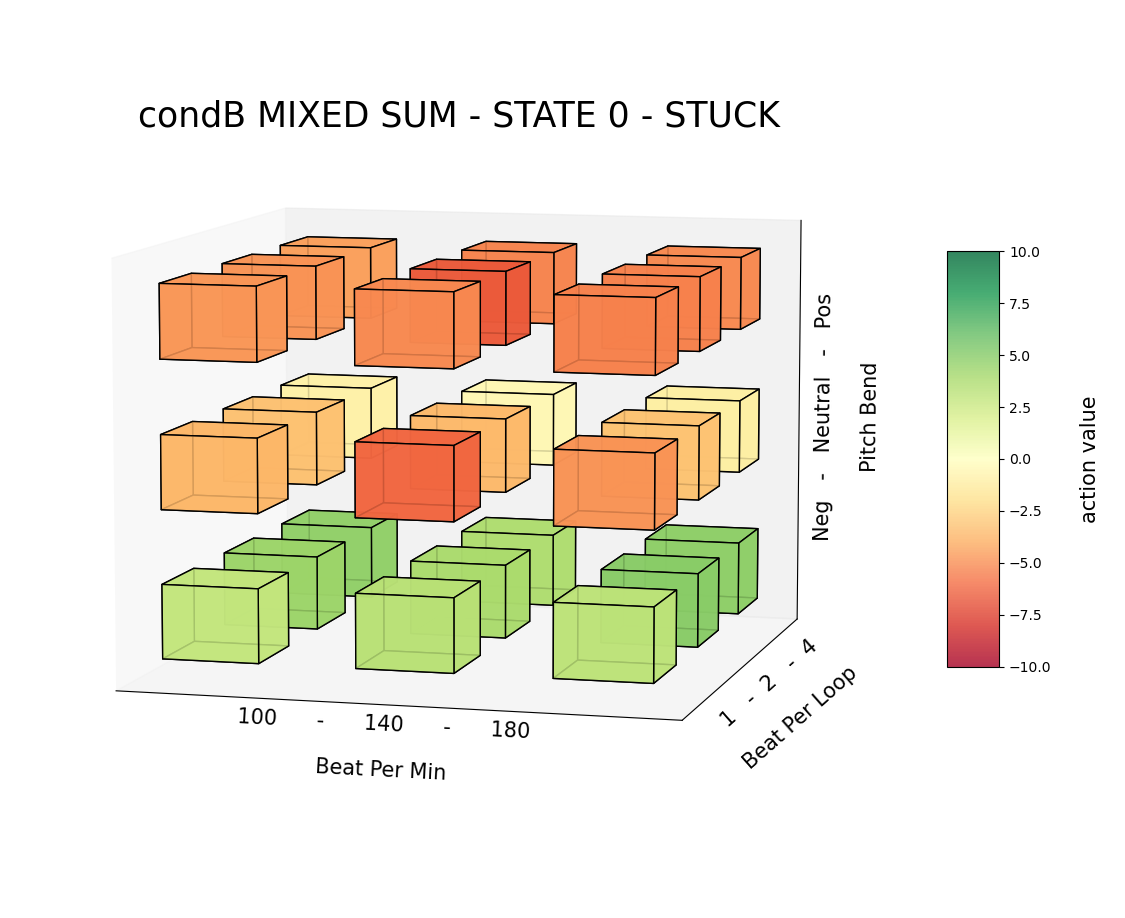 condB MIXED SUM - STATE 0 - STUCK
Neg - Neutral - Pos
Pitch Bend
100 - 140 - 180
Beat Per Min
1 - 2 - 4
Beat Per Loop
10.0
7.5
5.0
2.5
0.0
−2.5
−5.0
−7.5
−10.0
action value